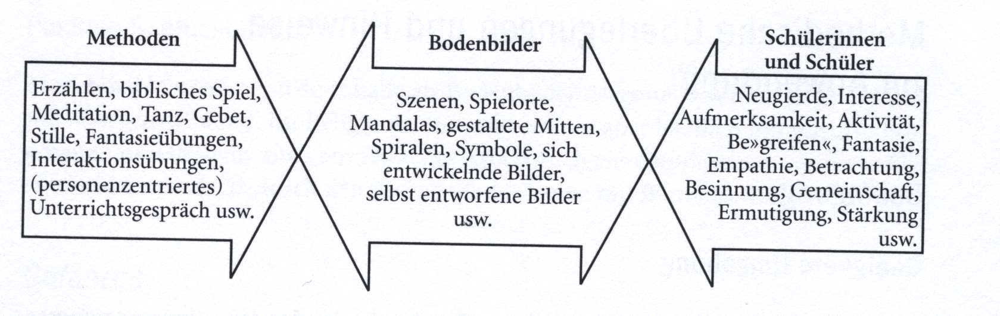 Methoden
Erzählen, biblisches Spiel,
Meditation, Tanz, Gebet,
Stille, Fantasieübungen,
Interaktionsübungen,
(personenzentriertes)
Unterrichtsgespräch usw.
Bodenbilder
Szenen, Spielorte,
Mandalas, gestaltete Mitten,
Spiralen, Symbole, sich
entwickelnde Bilder,
selbst entworfene Bilder
usw.
Schülerinnen
und Schüler
Neugierde, Interesse,
Aufmerksamkeit, Aktivität,
Be»greifen«, Fantasie,
Empathie, Betrachtung,
Besinnung, Gemeinschaft,
Ermutigung, Stärkung
usw.